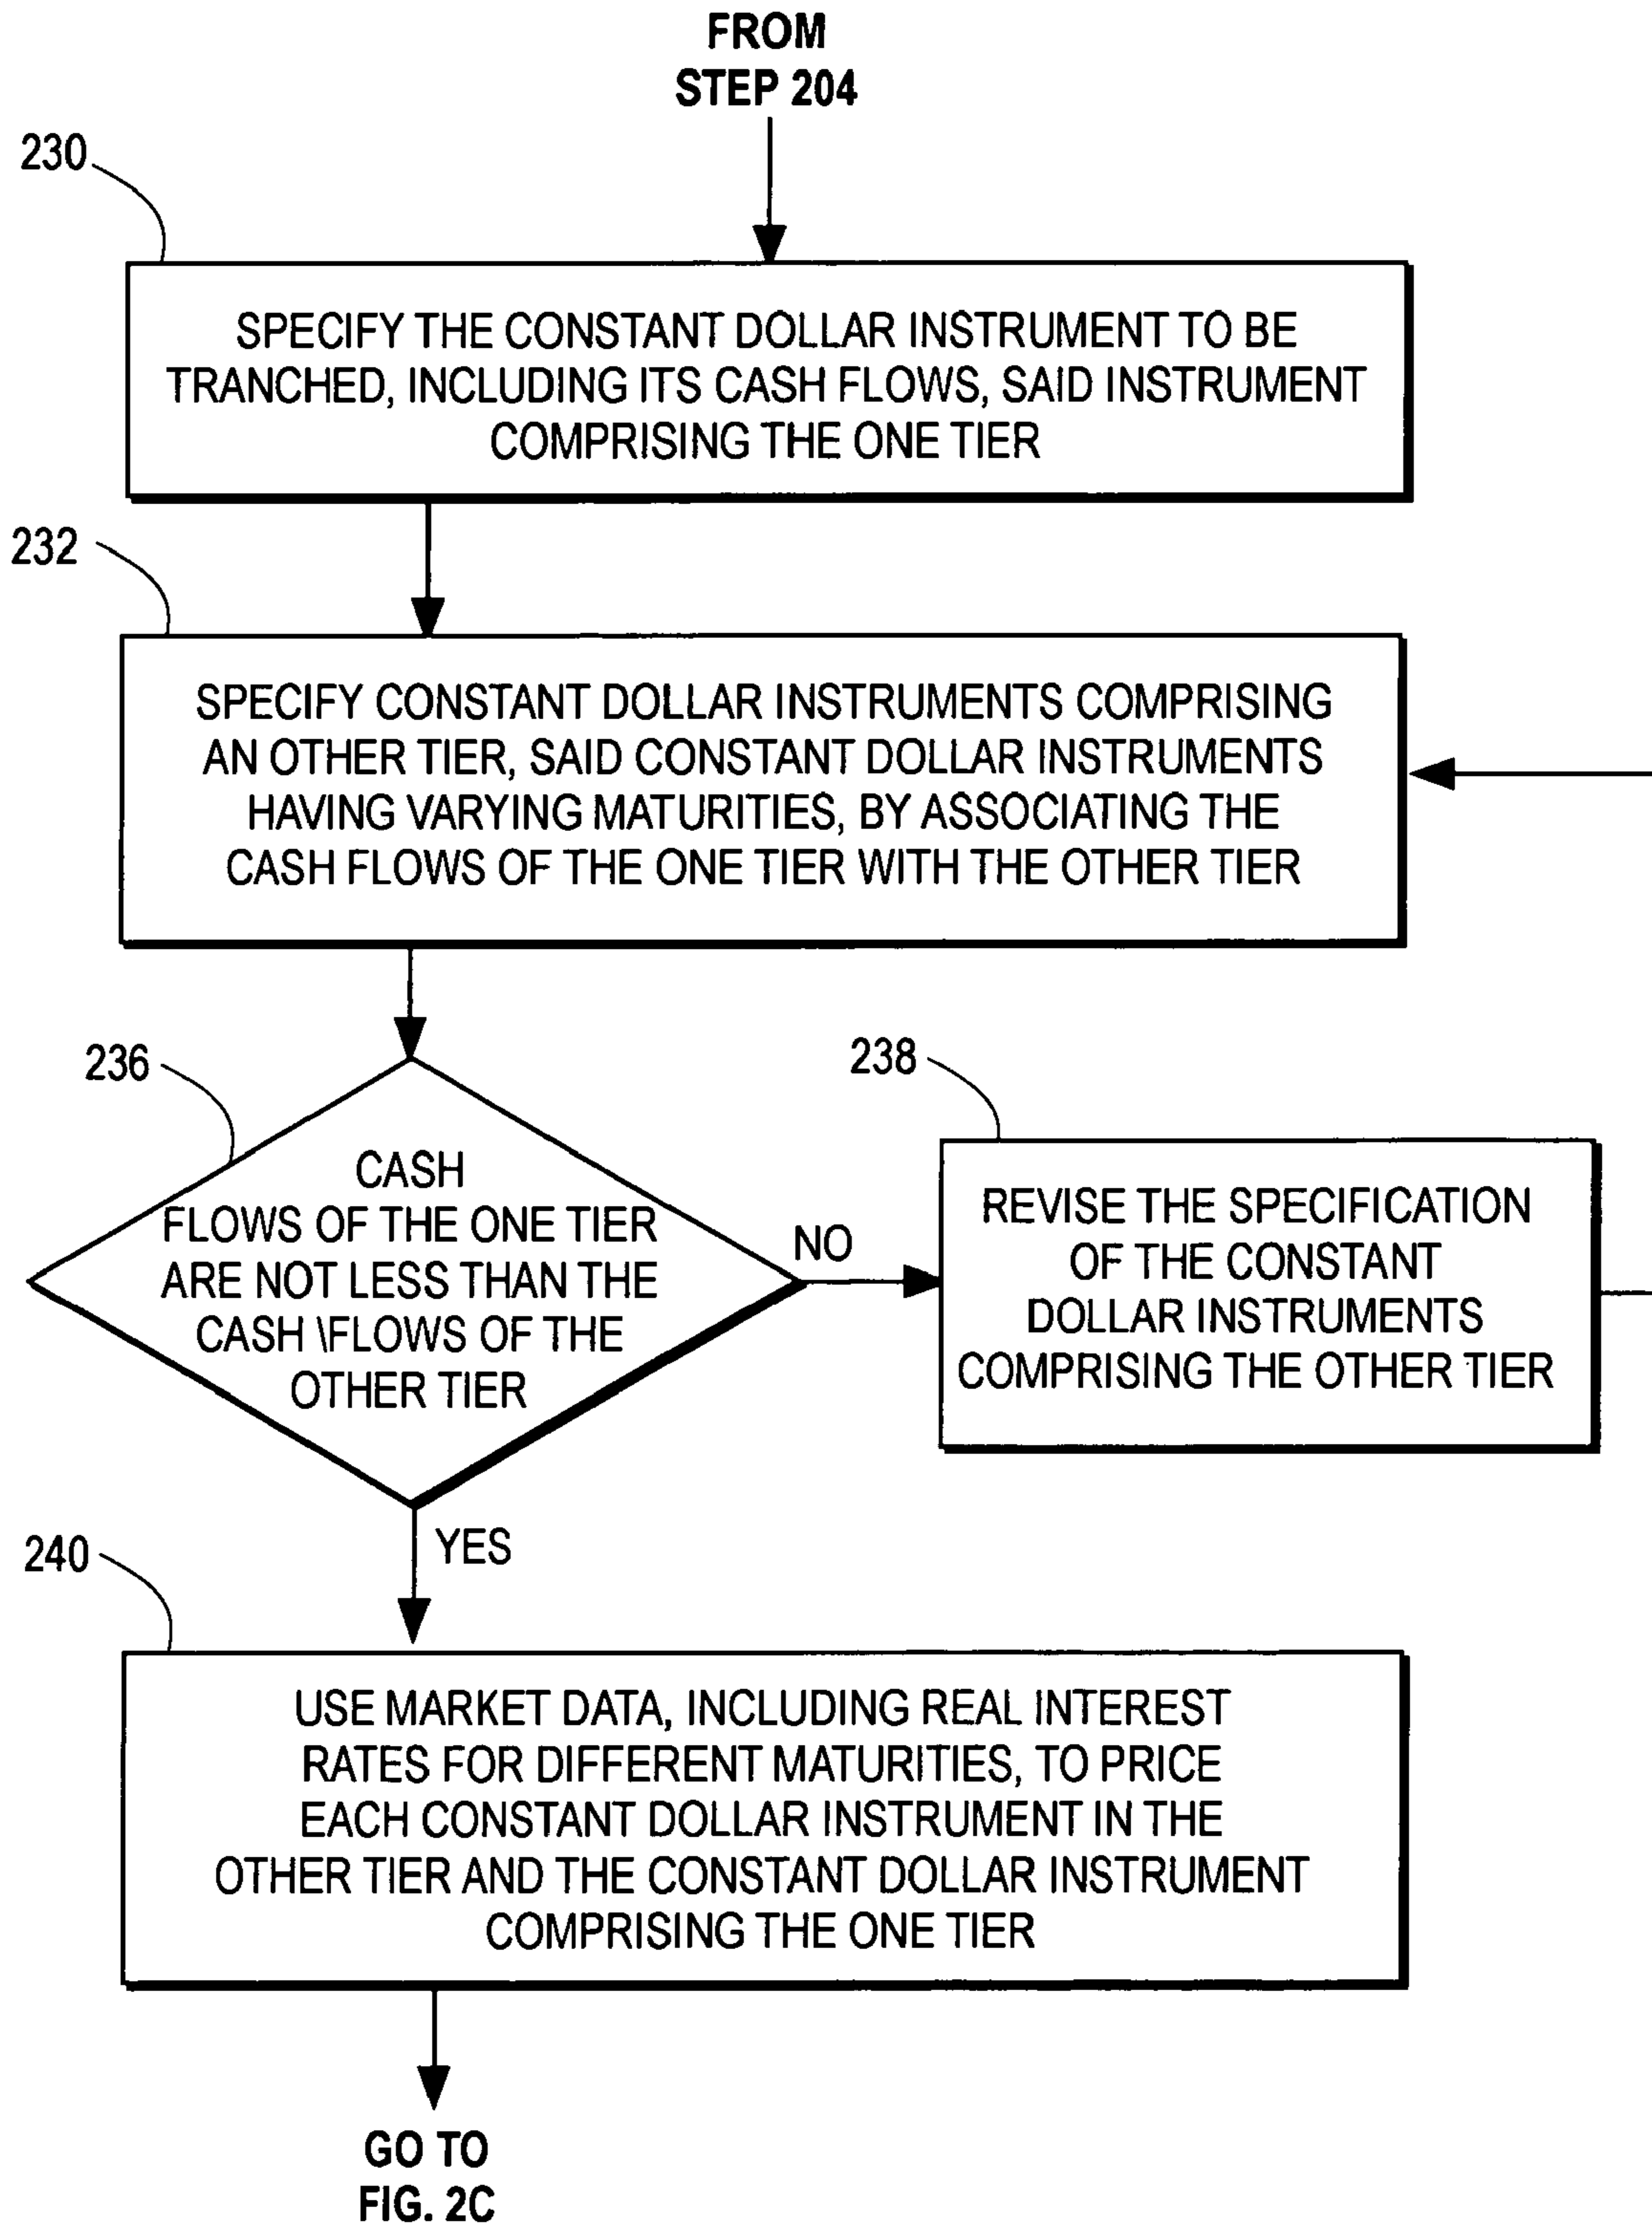 FROM
STEP 204
230
SPECIFY THE CONSTANT DOLLAR INSTRUMENT TO BE
TRANCHED, INCLUDING ITS CASH FLOWS, SAID INSTRUMENT
COMPRISING THE ONE TIER
232
SPECIFY CONSTANT DOLLAR INSTRUMENTS COMPRISING
AN OTHER TIER, SAID CONSTANT DOLLAR INSTRUMENTS
HAVING VARYING MATURITIES, BY ASSOCIATING THE
CASH FLOWS OF THE ONE TIER WITH THE OTHER TIER
236
CASH
FLOWS OF THE ONE TIER
ARE NOT LESS THAN THE
CASH \FLOWS OF THE
OTHER TIER
NO
238
REVISE THE SPECIFICATION
OF THE CONSTANT
DOLLAR INSTRUMENTS
COMPRISING THE OTHER TIER
YES
240
USE MARKET DATA, INCLUDING REAL INTEREST
RATES FOR DIFFERENT MATURITIES, TO PRICE
EACH CONSTANT DOLLAR INSTRUMENT IN THE
OTHER TIER AND THE CONSTANT DOLLAR INSTRUMENT
COMPRISING THE ONE TIER
GO TO
FIG. 2C